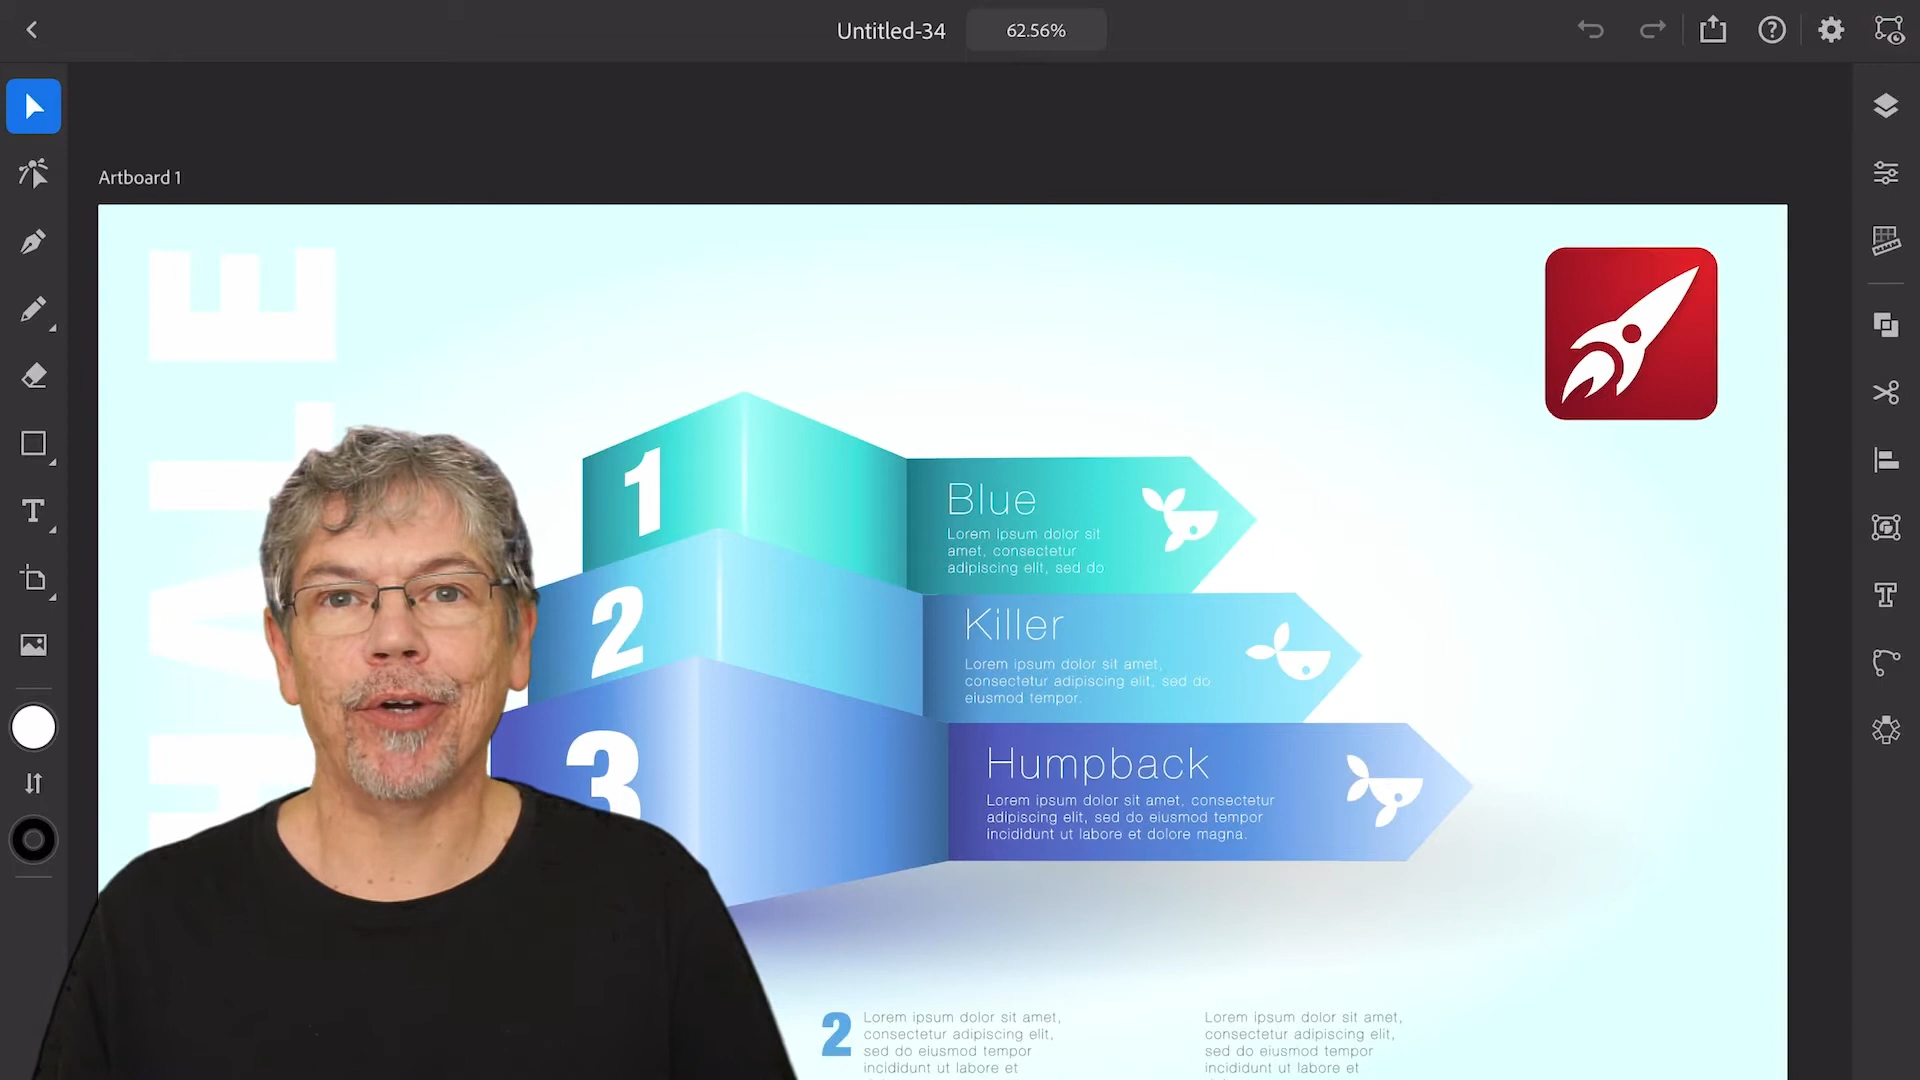 Untitled-34
62.56%
Artboard 1
WHALE
1
Blue
Lorem ipsum dolor sit
amet, consectetur
adipiscing elit, sed do
2
Killer
Lorem ipsum dolor sit amet,
consectetur adipiscing elit, sed do
eiusmod tempor.
3
Humpback
Lorem ipsum dolor sit amet, consectetur
adipiscing elit, sed do eiusmod tempor
incididunt ut labore et dolore magna.
2
Lorem ipsum dolor sit amet,
consectetur adipiscing elit,
sed do eiusmod tempor
incididunt ut labore et
Lorem ipsum dolor sit amet,
consectetur adipiscing elit,
sed do eiusmod tempor
incididunt ut labore et